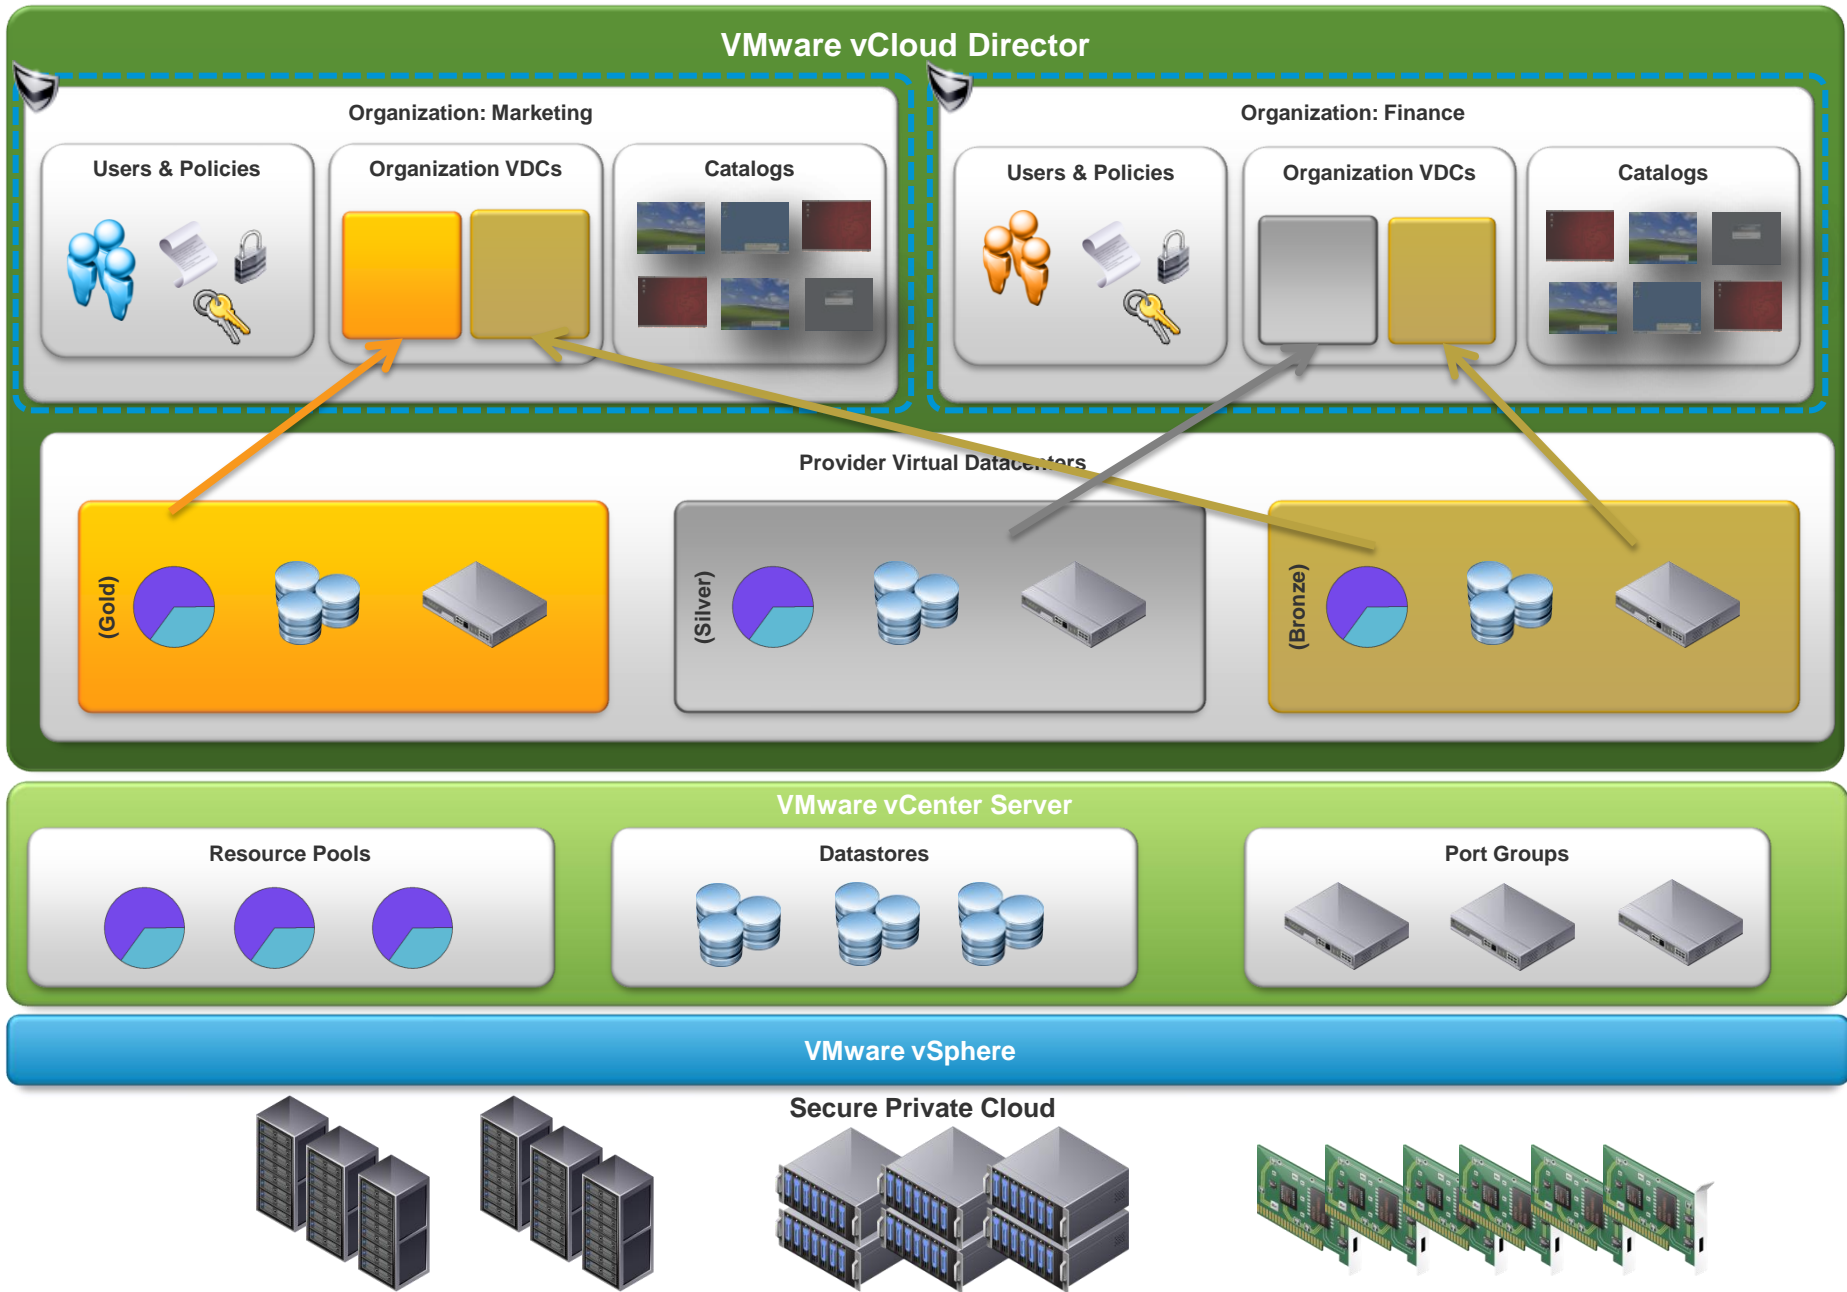 VMware vCloud Director
Organization: Marketing
Users & Policies
Organization VDCs
Catalogs
Organization: Finance
Users & Policies
Organization VDCs
Catalogs
Provider Virtual Datacenters
(Gold)
(Silver)
(Bronze)
VMware vCenter Server
Resource Pools
Datastores
Port Groups
VMware vSphere
Secure Private Cloud